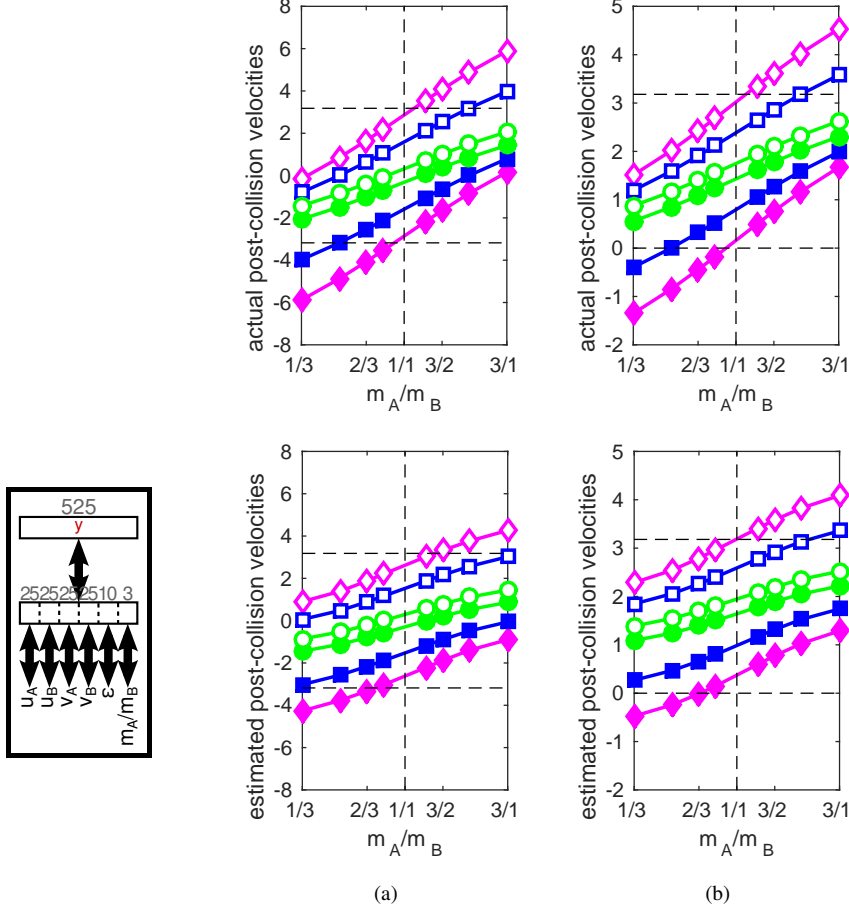 8
6
4
2
0
-2
-4
-6
-8
1/3 2/3 1/1 3/2 3/1
m_A/m_B
actual post-collision velocities
5
4
3
2
1
0
-1
-2
1/3 2/3 1/1 3/2 3/1
m_A/m_B
actual post-collision velocities
525
y
25 25 25 25 10 3
u_A u_B v_A v_B ε m_A/m_B
8
6
4
2
0
-2
-4
-6
-8
1/3 2/3 1/1 3/2 3/1
m_A/m_B
estimated post-collision velocities
5
4
3
2
1
0
-1
-2
1/3 2/3 1/1 3/2 3/1
m_A/m_B
estimated post-collision velocities
(a) (b)